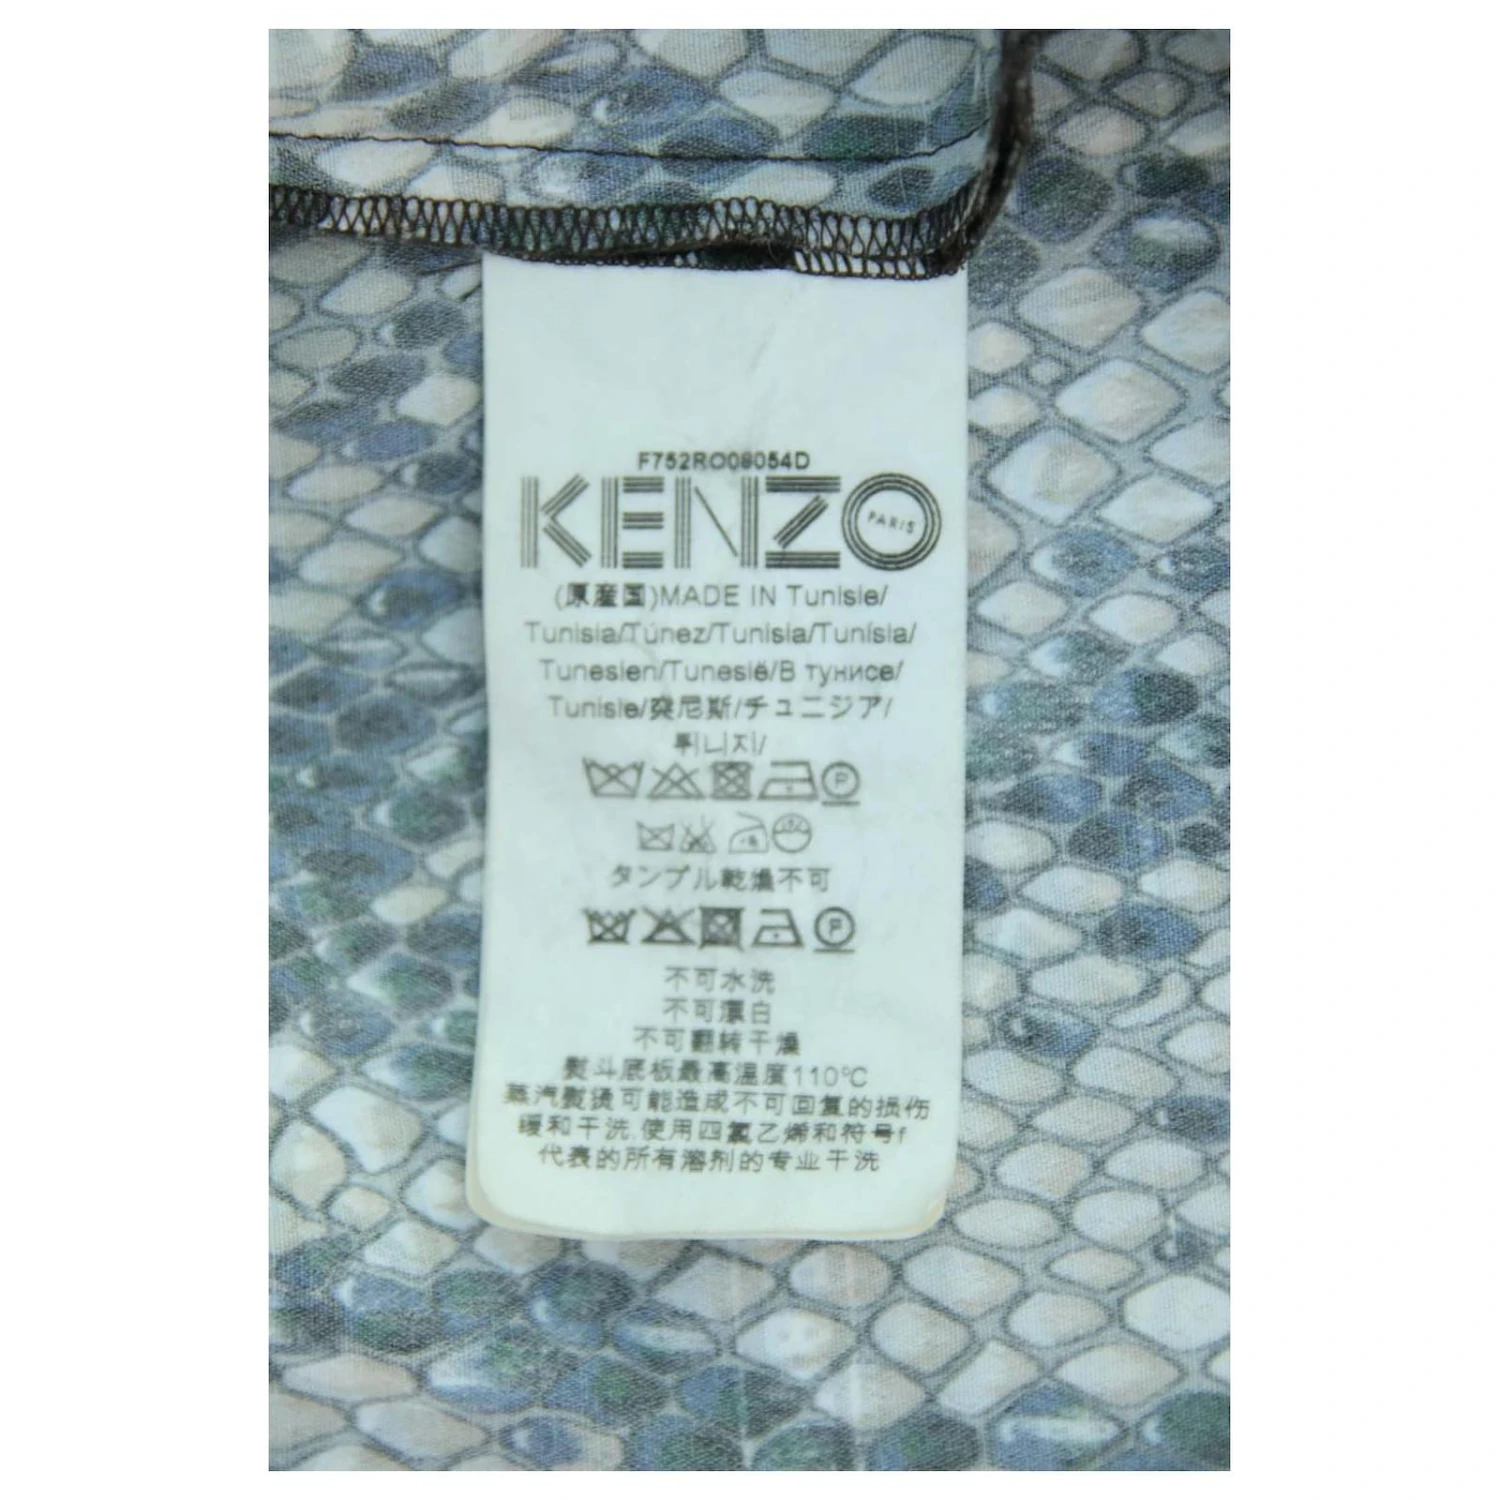 F752RO08054D
KENZO PARIS
(原産国)MADE IN Tunisie/
Tunisia/Túnez/Tunisia/Tunísia/
Tunesien/Tunesië/В тунисе/
Tunisie/突尼斯/チュニジア/
튀니지/
P
タンブル乾燥不可
F
不可水洗
不可漂白
不可翻转干燥
熨斗底板最高温度110°C
蒸汽熨烫可能造成不可回复的损伤
缓和干洗,使用四氯乙烯和符号f
代表的所有溶剂的专业干洗